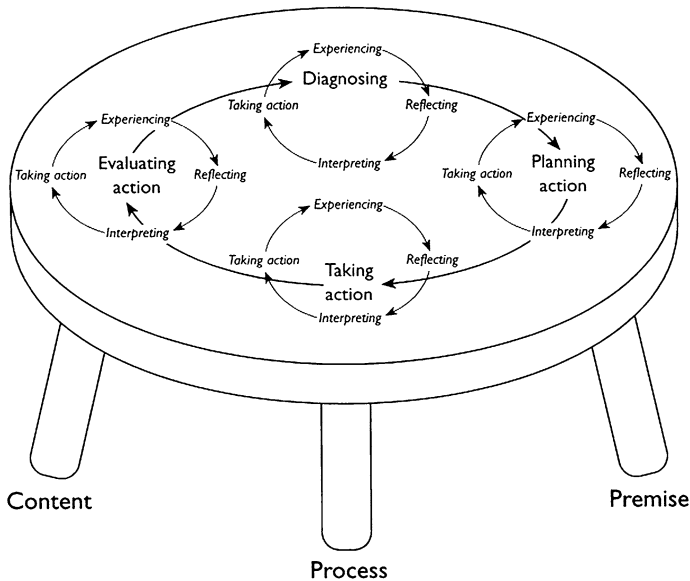 Experiencing
Diagnosing
Taking action
Reflecting
Interpreting
Experiencing
Evaluating
action
Taking action
Reflecting
Interpreting
Experiencing
Planning
action
Taking action
Reflecting
Interpreting
Experiencing
Taking action
Reflecting
Taking
action
Interpreting
Content
Process
Premise